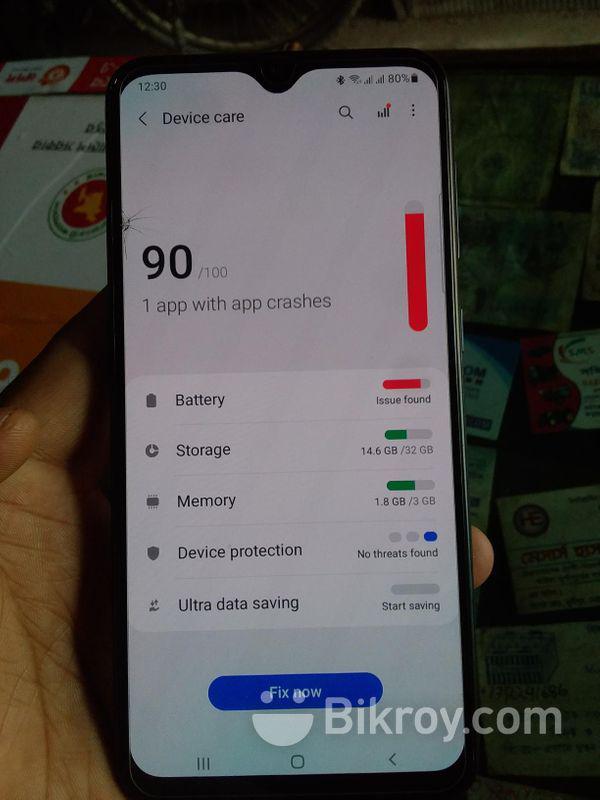 12:30
80%
Device care
90 /100
1 app with app crashes
Battery
Issue found
Storage
14.6 GB /32 GB
Memory
1.8 GB /3 GB
Device protection
No threats found
Ultra data saving
Start saving
Fix now
Bikroy.com